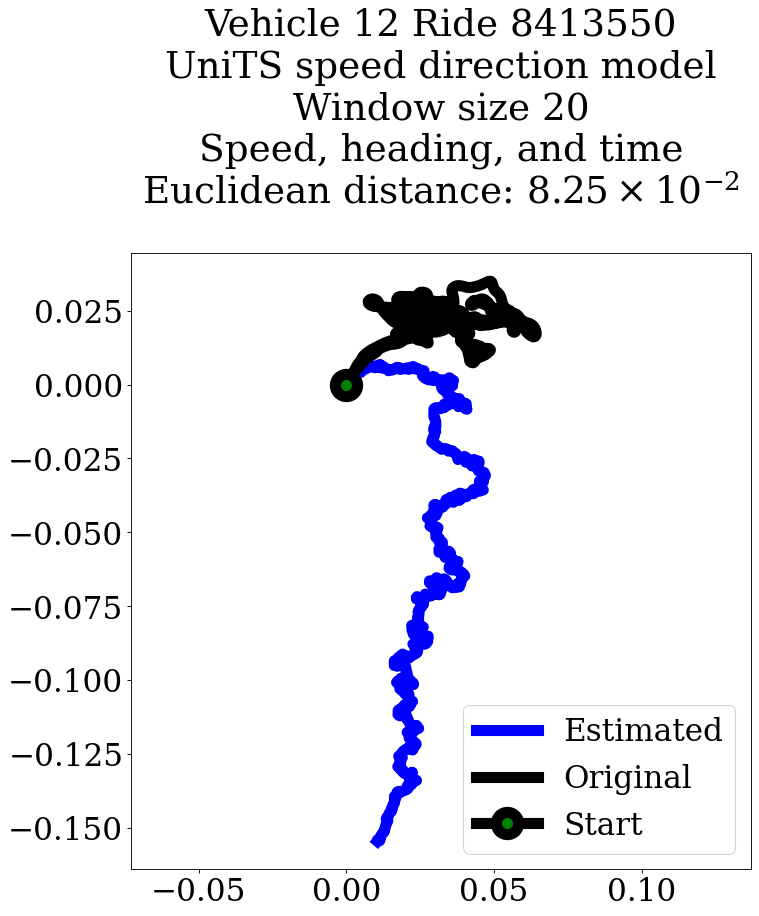 Vehicle 12 Ride 8413550
UniTS speed direction model
Window size 20
Speed, heading, and time
Euclidean distance: 8.25 × 10⁻²
0.025
0.000
−0.025
−0.050
−0.075
−0.100
−0.125
−0.150
Estimated
Original
Start
−0.05 0.00 0.05 0.10